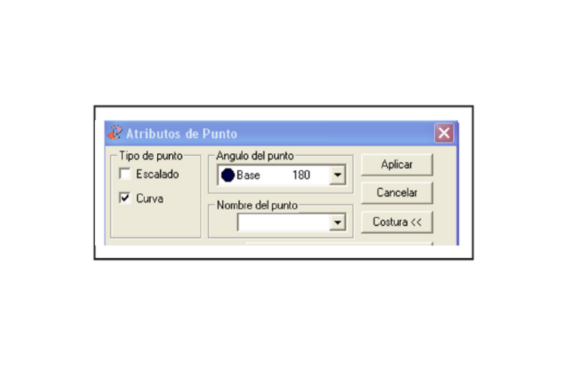 Atributos de Punto
Tipo de punto
Escalado
Curva
Angulo del punto
Base 180
Nombre del punto
Aplicar
Cancelar
Costura <<